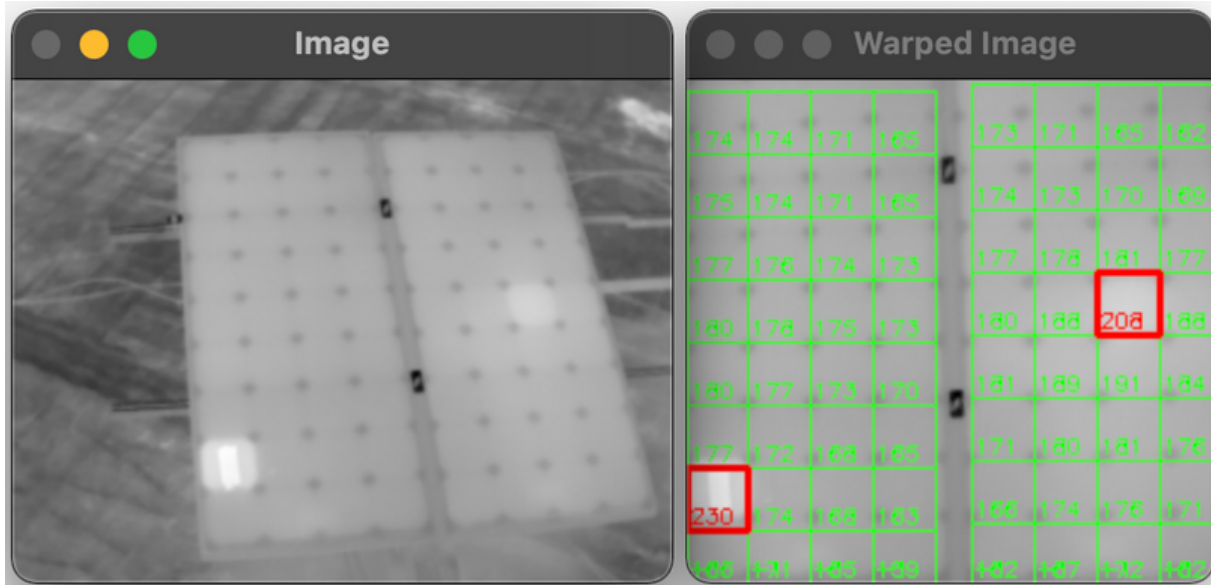 Image
Warped Image
174 174 171 165 173 171 165 162
175 174 171 165 174 173 170 169
177 176 174 173 177 178 181 177
180 178 175 173 180 188 208 188
180 177 173 170 181 189 191 184
177 172 168 165 171 180 181 176
230 174 168 163 166 174 176 171